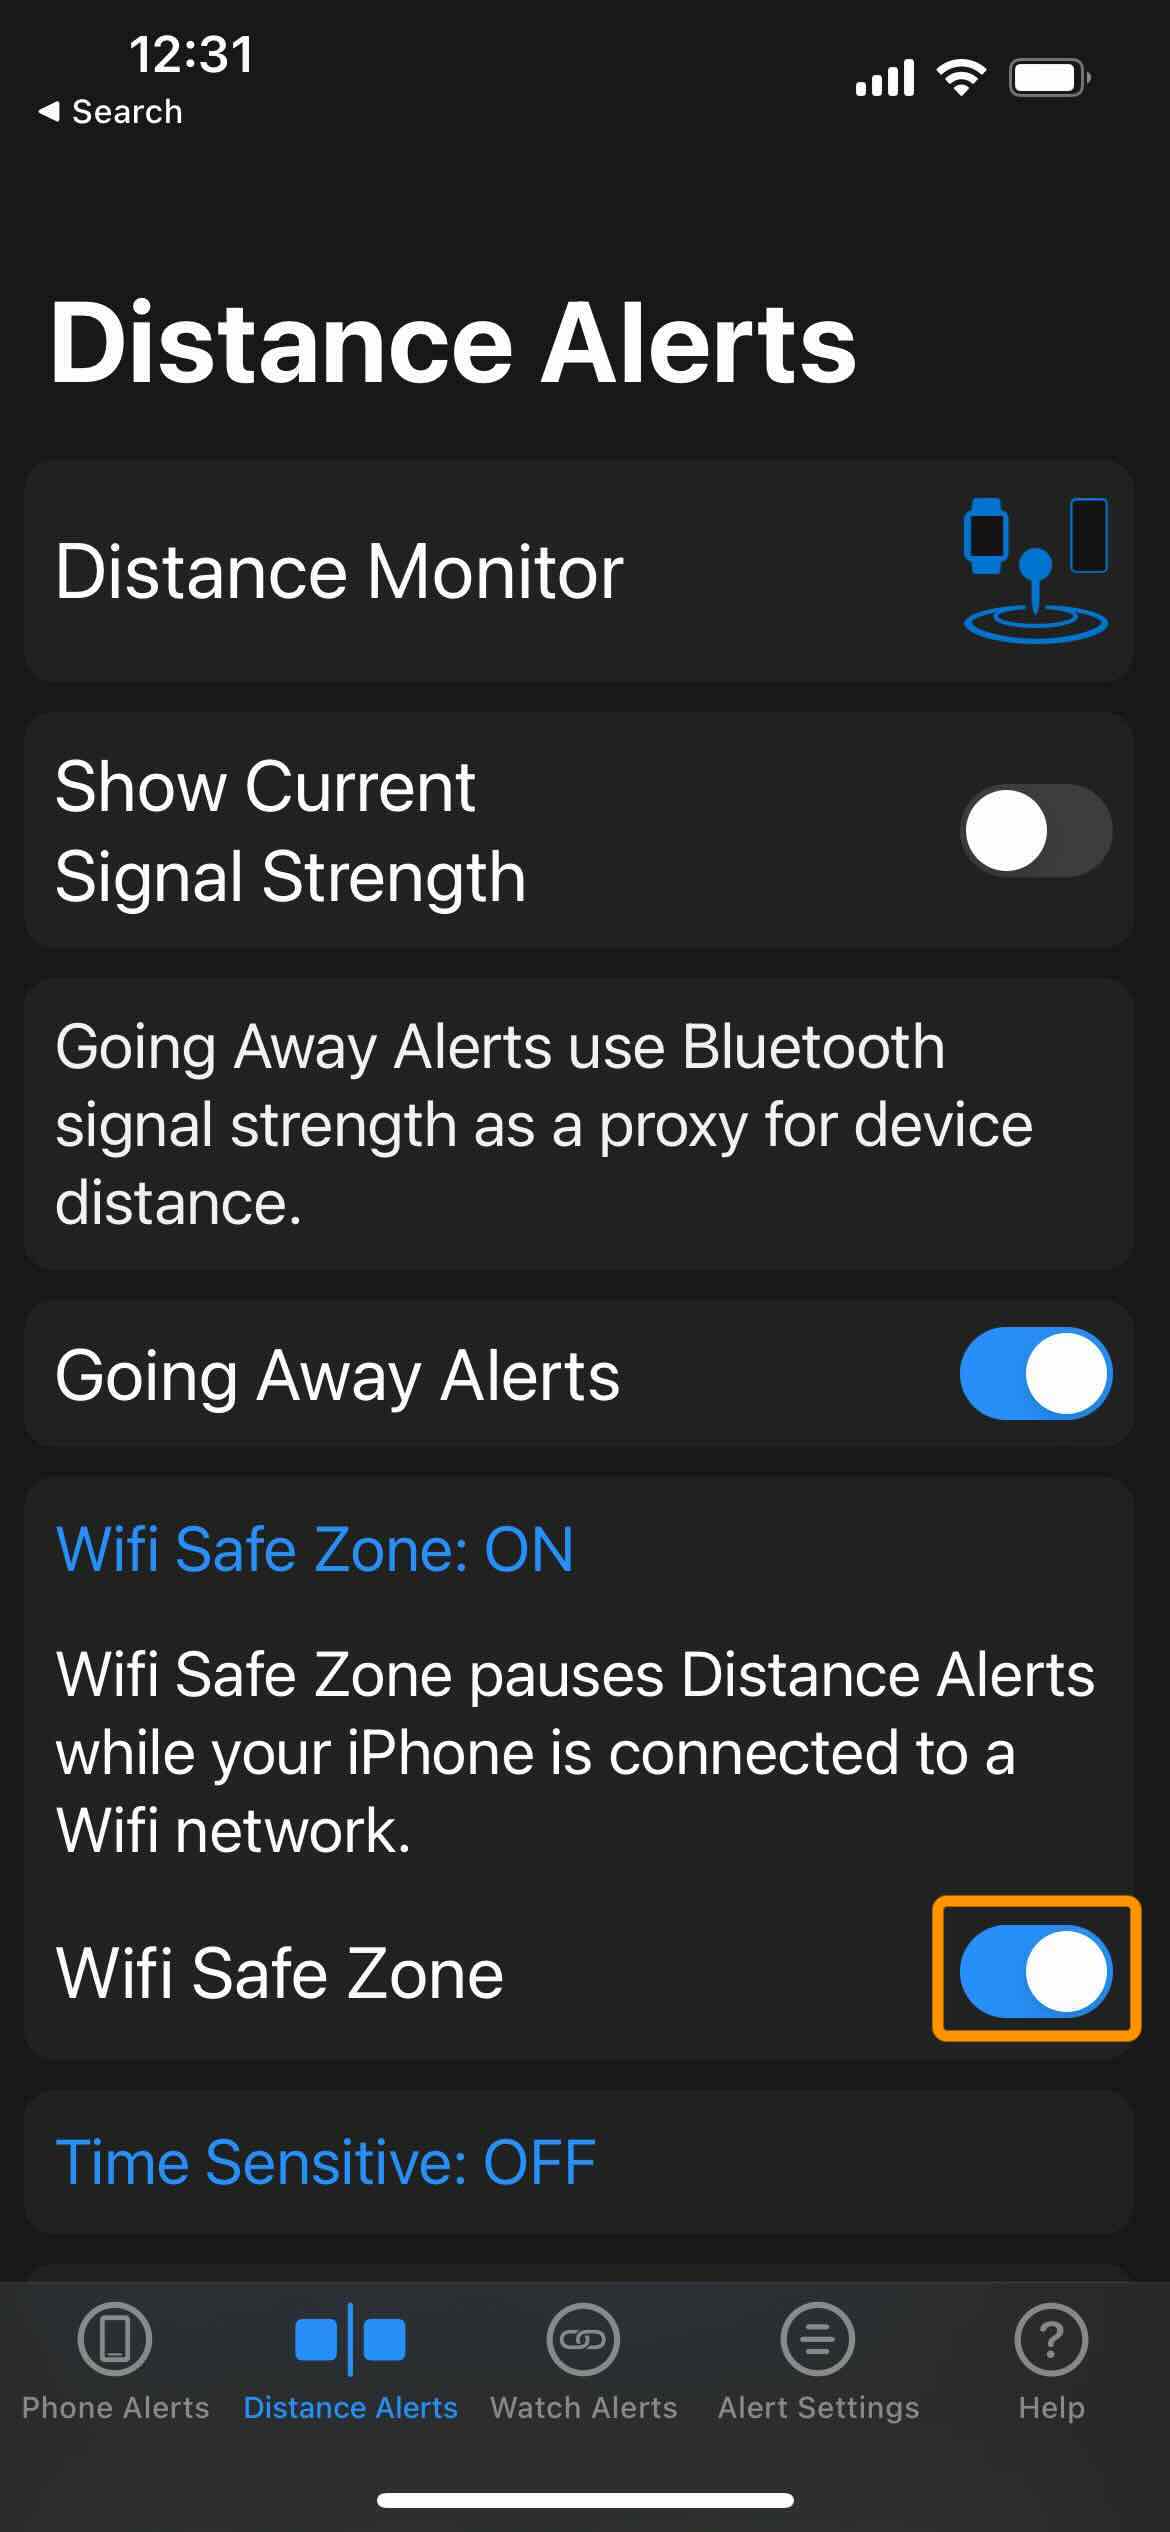 12:31
◀ Search
Distance Alerts
Distance Monitor
Show Current
Signal Strength
Going Away Alerts use Bluetooth
signal strength as a proxy for device
distance.
Going Away Alerts
Wifi Safe Zone: ON
Wifi Safe Zone pauses Distance Alerts
while your iPhone is connected to a
Wifi network.
Wifi Safe Zone
Time Sensitive: OFF
Phone Alerts
Distance Alerts
Watch Alerts
Alert Settings
Help